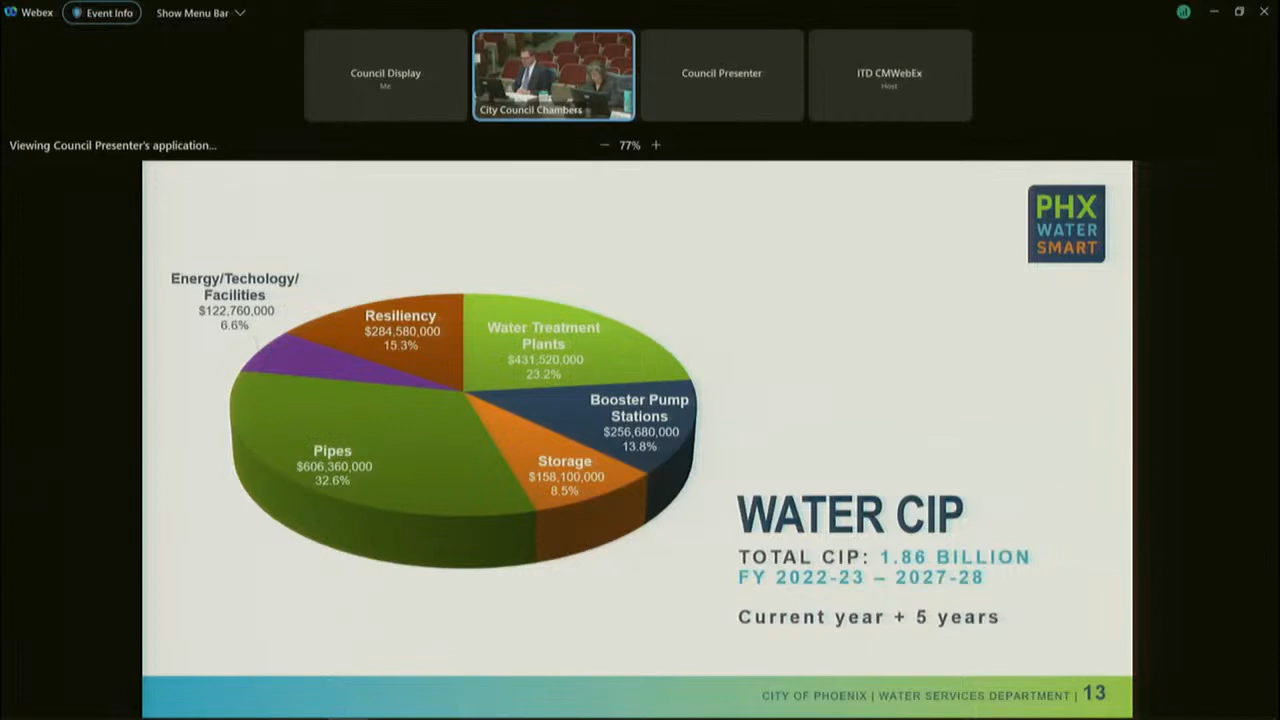 Webex
Event Info
Show Menu Bar
Council Display
Me
City Council Chambers
Council Presenter
ITD CMWebEx
Host
Viewing Council Presenter's application...
77%
PHX
WATER
SMART
Energy/Techology/
Facilities
$122,760,000
6.6%
Resiliency
$284,580,000
15.3%
Water Treatment
Plants
$431,520,000
23.2%
Booster Pump
Stations
$256,680,000
13.8%
Pipes
$606,360,000
32.6%
Storage
$158,100,000
8.5%
WATER CIP
TOTAL CIP: 1.86 BILLION
FY 2022-23 – 2027-28
Current year + 5 years
CITY OF PHOENIX | WATER SERVICES DEPARTMENT | 13